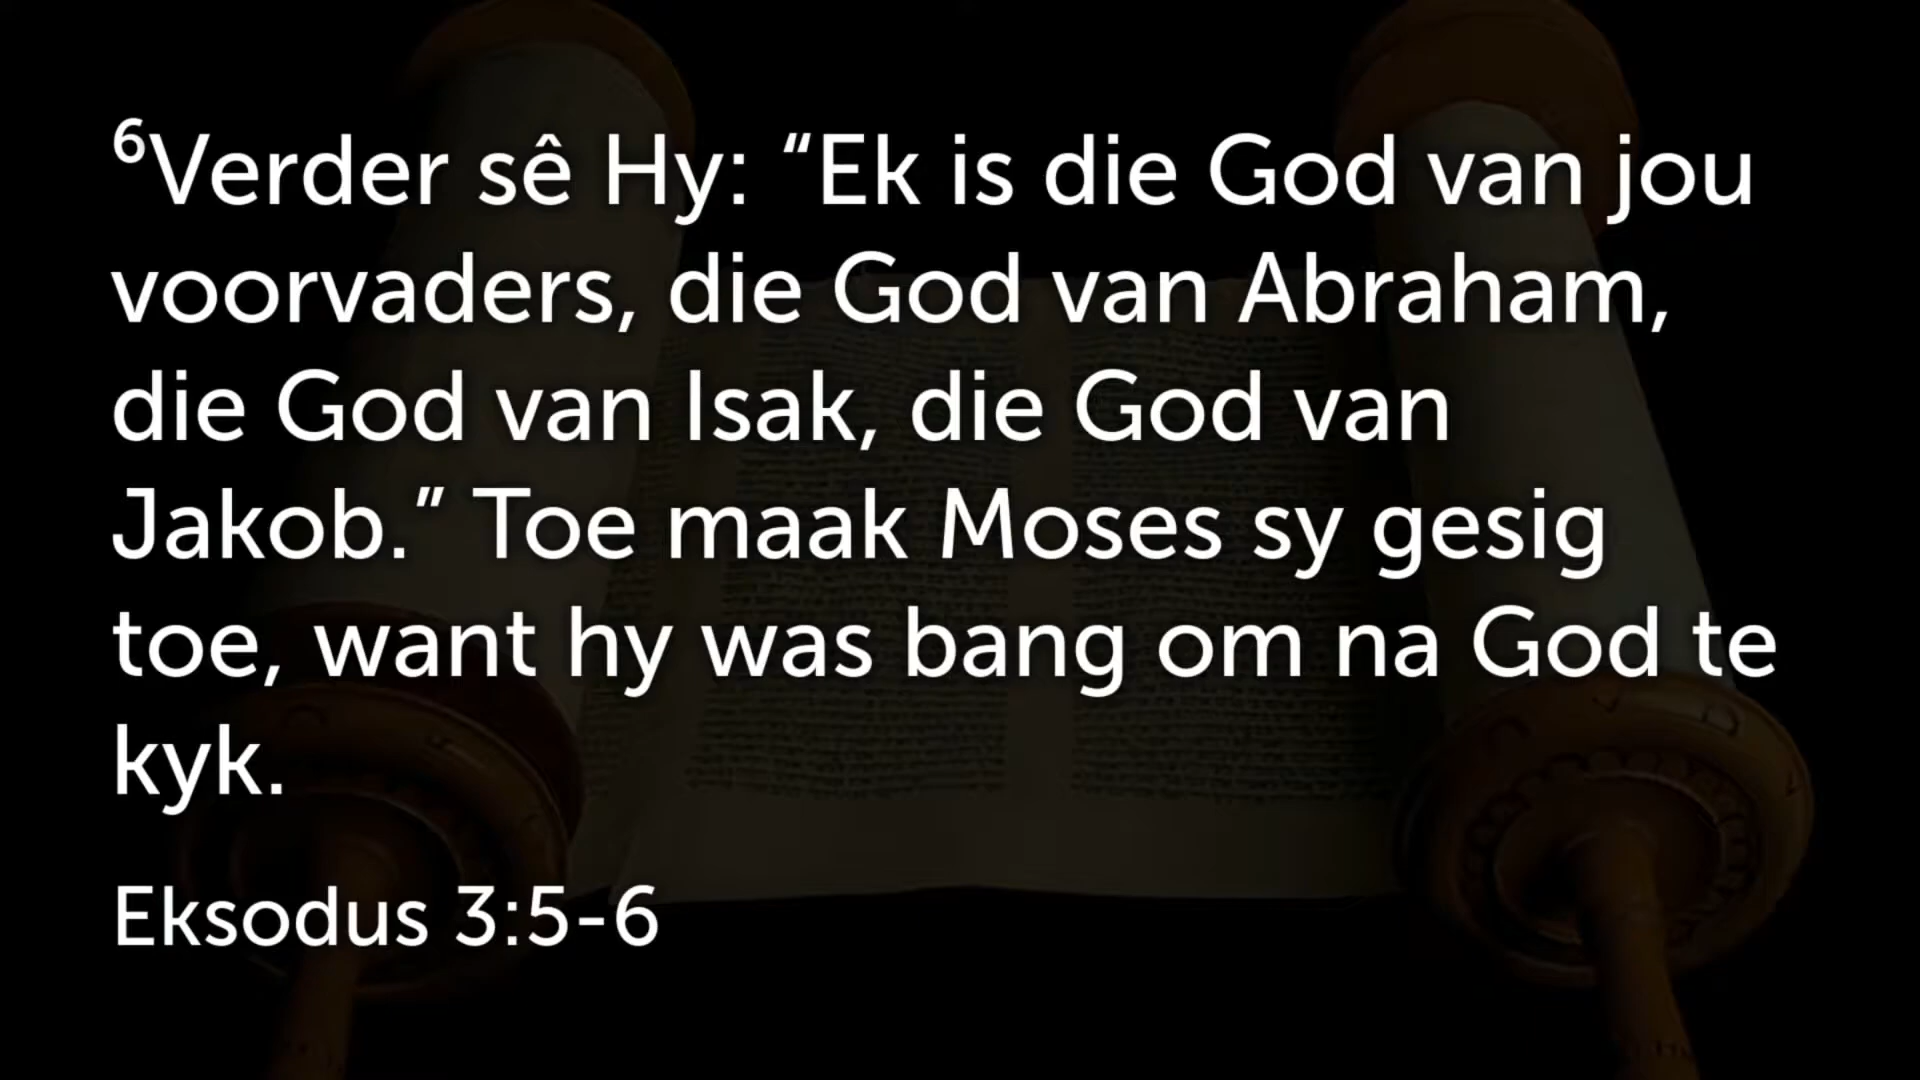 ⁶Verder sê Hy: “Ek is die God van jou
voorvaders, die God van Abraham,
die God van Isak, die God van
Jakob.” Toe maak Moses sy gesig
toe, want hy was bang om na God te
kyk.
Eksodus 3:5-6